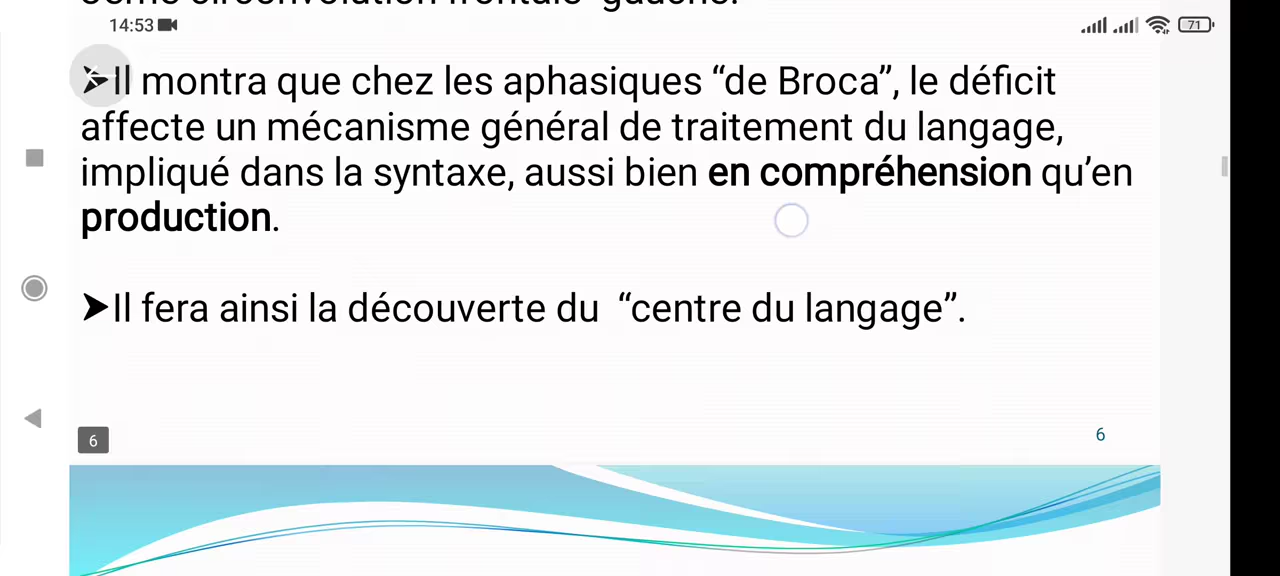 14:53
71
➤Il montra que chez les aphasiques “de Broca”, le déficit
affecte un mécanisme général de traitement du langage,
impliqué dans la syntaxe, aussi bien en compréhension qu’en
production.
➤Il fera ainsi la découverte du “centre du langage”.
6
6